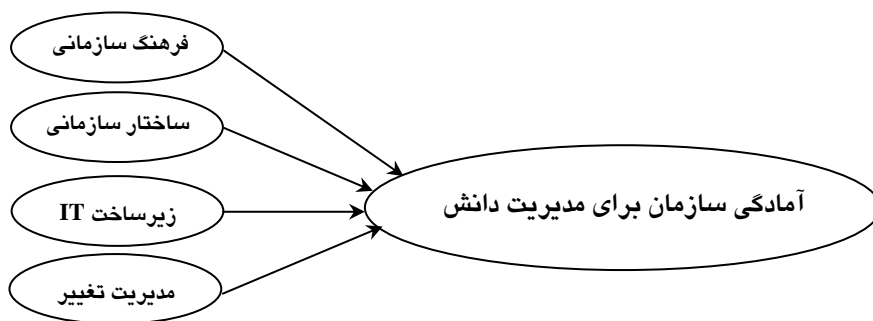 فرهنگ سازمانی
ساختار سازمانی
زیرساخت IT
مدیریت تغییر
آمادگی سازمان برای مدیریت دانش